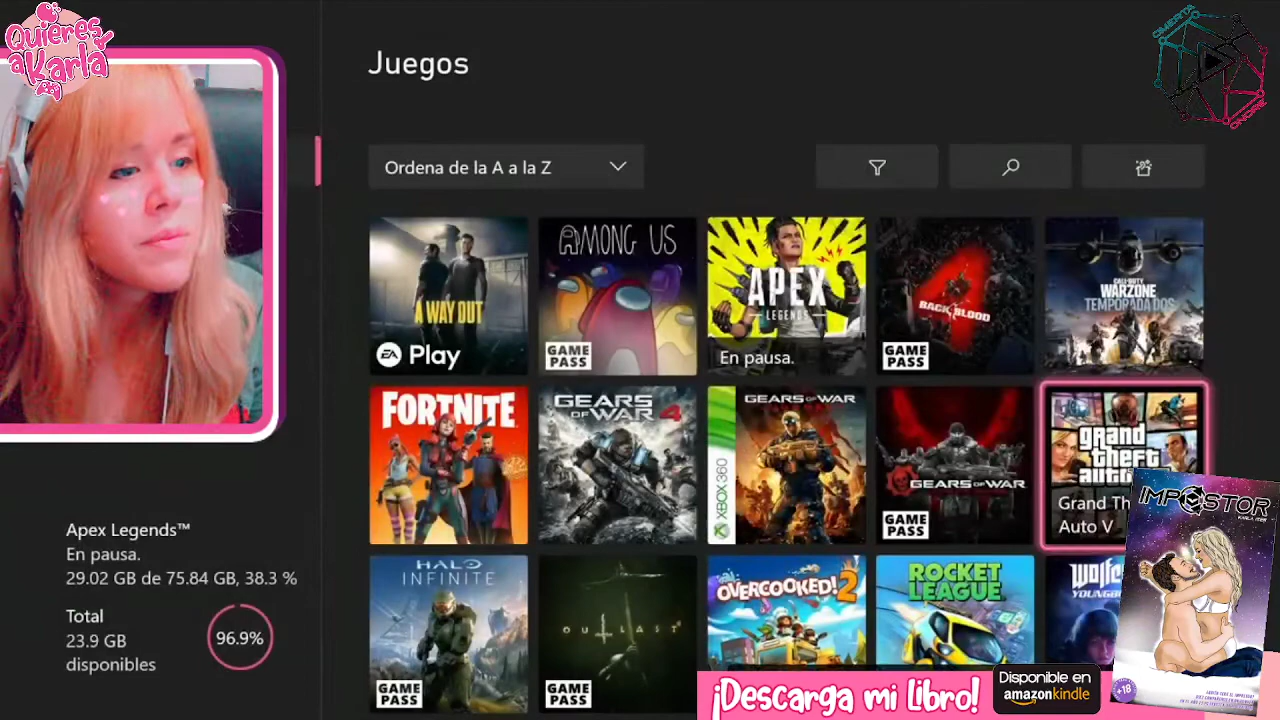 Quieres
a Karla
Juegos
Ordena de la A a la Z
A WAY OUT
EA Play
AMONG US
GAME
PASS
APEX
LEGENDS
En pausa.
4
BACK BLOOD
GAME
PASS
CALL OF DUTY
WARZONE
TEMPORADA DOS
FORTNITE
GEARS
OF WAR 4
XBOX 360
GEARS OF WAR
GEARS OF WAR
GAME
PASS
grand
theft
auto
Grand Th
Auto V
HALO
INFINITE
GAME
PASS
OUTLAST
GAME
PASS
OVERCOOKED! 2
ROCKET
LEAGUE
YOUNG
Apex Legends™
En pausa.
29.02 GB de 75.84 GB, 38.3 %
Total
23.9 GB
disponibles
96.9%
IMPOSTOR
+18
¡Descarga mi Libro!
Disponible en
amazonkindle